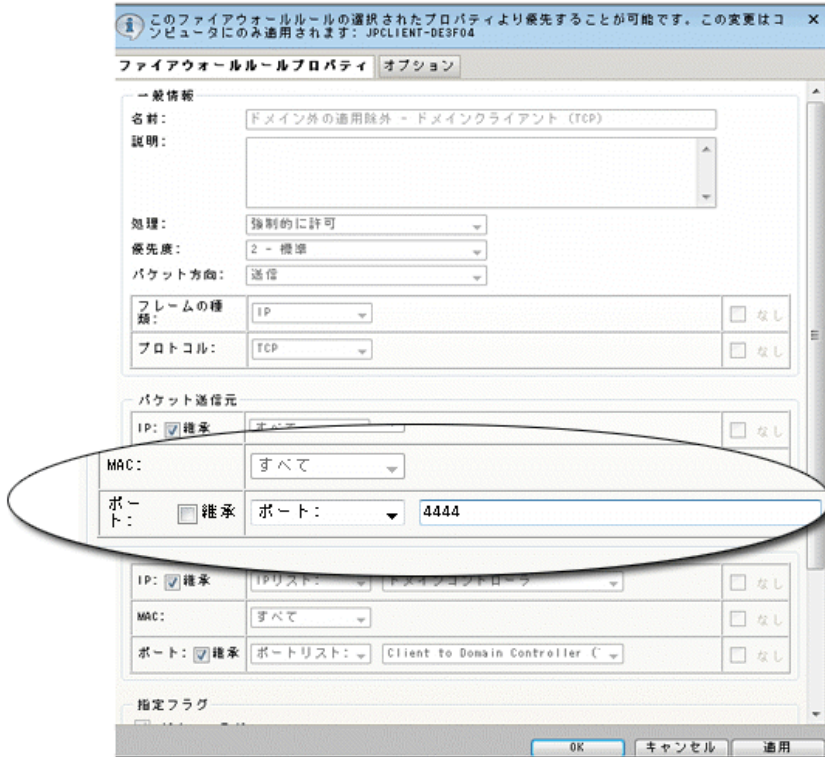 このファイアウォールルールの選択されたプロパティより優先することが可能です。この変更はコ
ンピュータにのみ適用されます: JPCLIENT-DE3F04
ファイアウォールルールプロパティ オプション
一般情報
名前: ドメイン外の適用除外 - ドメインクライアント (TCP)
説明:
処理: 強制的に許可
優先度: 2 - 標準
パケット方向: 送信
フレームの種
類: IP なし
プロトコル: TCP なし
パケット送信元
IP: 継承 すべて なし
MAC: すべて
ポー
ト: 継承 ポート: 4444
IP: 継承 IPリスト: ドメインコントローラ なし
MAC: すべて なし
ポート: 継承 ポートリスト: Client to Domain Controller ( なし
指定フラグ
OK キャンセル 適用